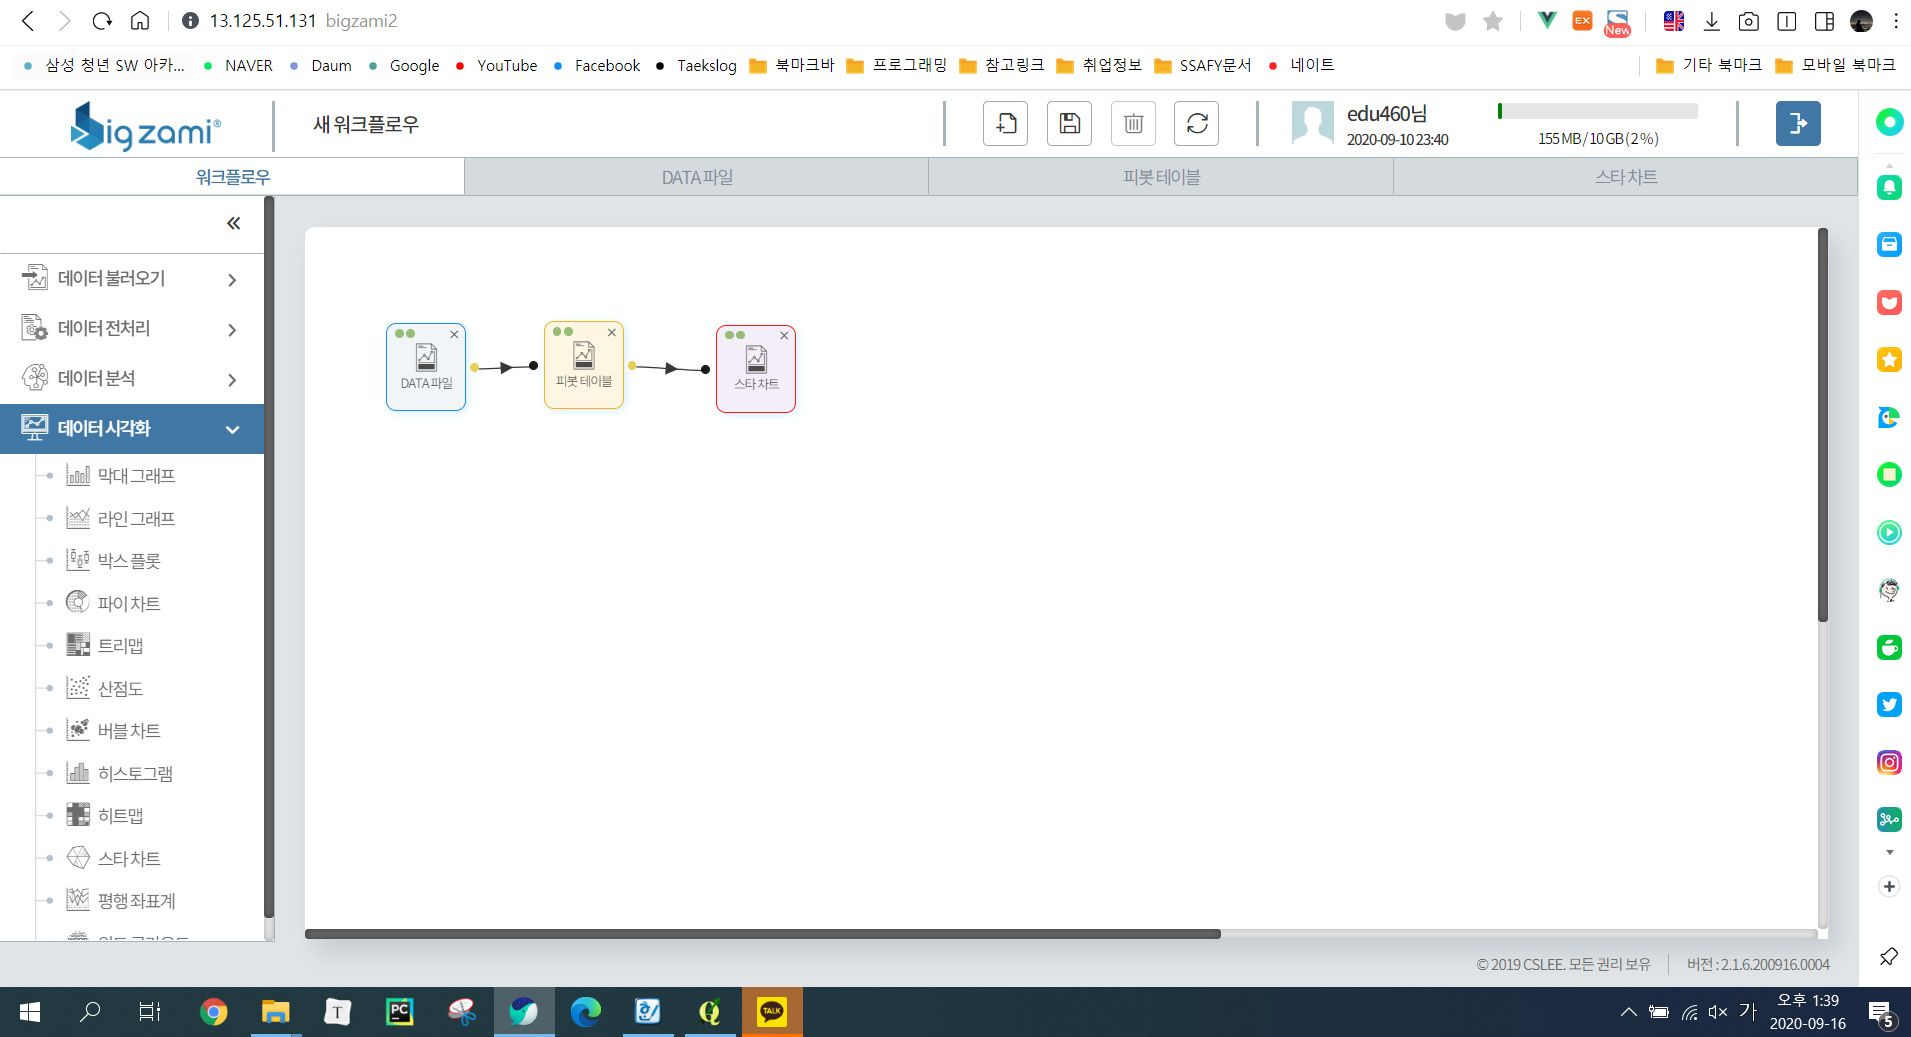 13.125.51.131 bigzami2
EX
New
삼성 청년 SW 아카... NAVER Daum Google YouTube Facebook Taekslog 북마크바 프로그래밍 참고링크 취업정보 SSAFY문서 네이트 기타 북마크 모바일 북마크
Big zami®
새 워크플로우
edu460님
2020-09-10 23:40
155 MB / 10 GB ( 2 % )
워크플로우 DATA 파일 피봇 테이블 스타 차트
데이터 불러오기
데이터 전처리
데이터 분석
데이터 시각화
막대 그래프
라인 그래프
박스 플롯
파이 차트
트리맵
산점도
버블 차트
히스토그램
히트맵
스타 차트
평행 좌표계
DATA 파일
피봇 테이블
스타 차트
© 2019 CSLEE. 모든 권리 보유
버전 : 2.1.6.200916.0004
T
PC
TALK
가
오후 1:39
2020-09-16
5